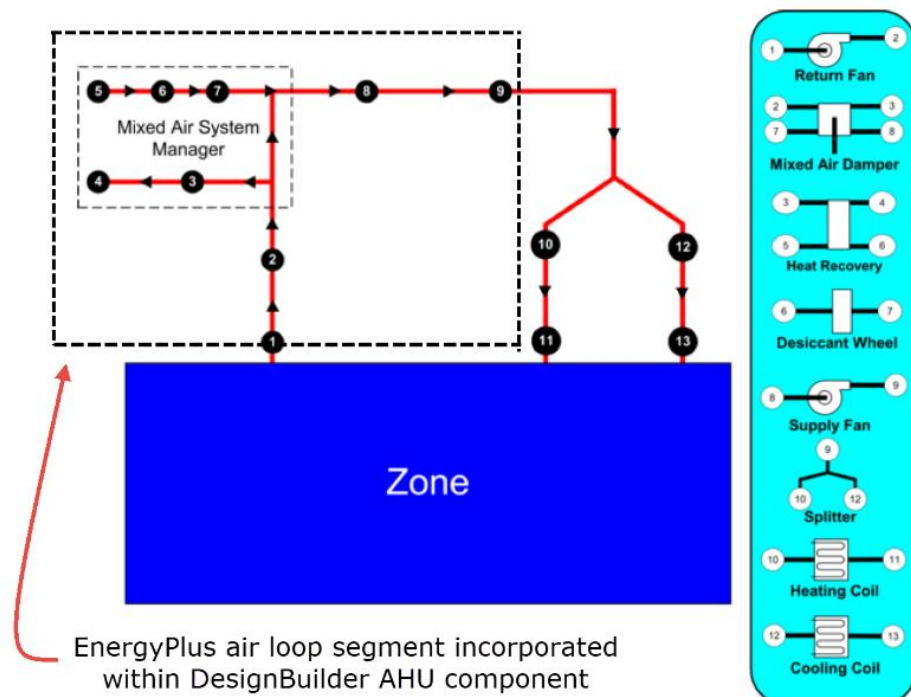 5 6 7 8 9
Mixed Air System
Manager
4 3
2
1
10 12
11 13
Zone
EnergyPlus air loop segment incorporated
within DesignBuilder AHU component
1 2
Return Fan
2 3
7 8
Mixed Air Damper
3 4
5 6
Heat Recovery
6 7
Desiccant Wheel
8 9
Supply Fan
9
10 12
Splitter
10 11
Heating Coil
12 13
Cooling Coil